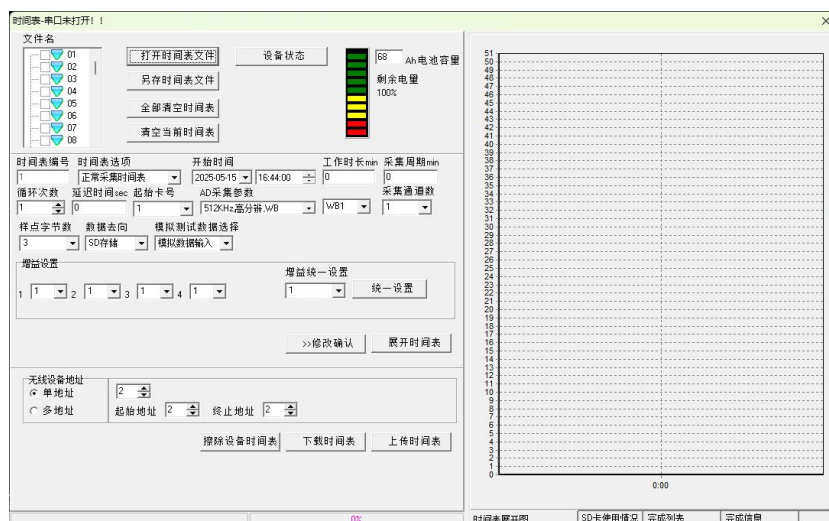 时间表-串口未打开！！
文件名
01
02
03
04
05
06
07
08
打开时间表文件
设备状态
另存时间表文件
全部清空时间表
清空当前时间表
68 Ah电池容量
剩余电量
100%
时间表编号 时间表选项 开始时间 工作时长min 采集周期min
1 正常采集时间表 2025-05-15 16:44:00 0 0
循环次数 延迟时间sec 起始卡号 AD采集参数 采集通道数
1 0 1 512KHz,高分辨,WB WB1 1
样点字节数 数据去向 模拟测试数据选择
3 SD存储 模拟数据输入
增益设置
增益统一设置
1 1 2 1 3 1 4 1
1 统一设置
>>修改确认 展开时间表
无线设备地址
单地址 2
多地址 起始地址 2 终止地址 2
擦除设备时间表 下载时间表 上传时间表
0%
51
50
49
48
47
46
45
44
43
42
41
40
39
38
37
36
35
34
33
32
31
30
29
28
27
26
25
24
23
22
21
20
19
18
17
16
15
14
13
12
11
10
9
8
7
6
5
4
3
2
1
0
0:00
时间表展开图 SD卡使用情况 完成列表 完成信息